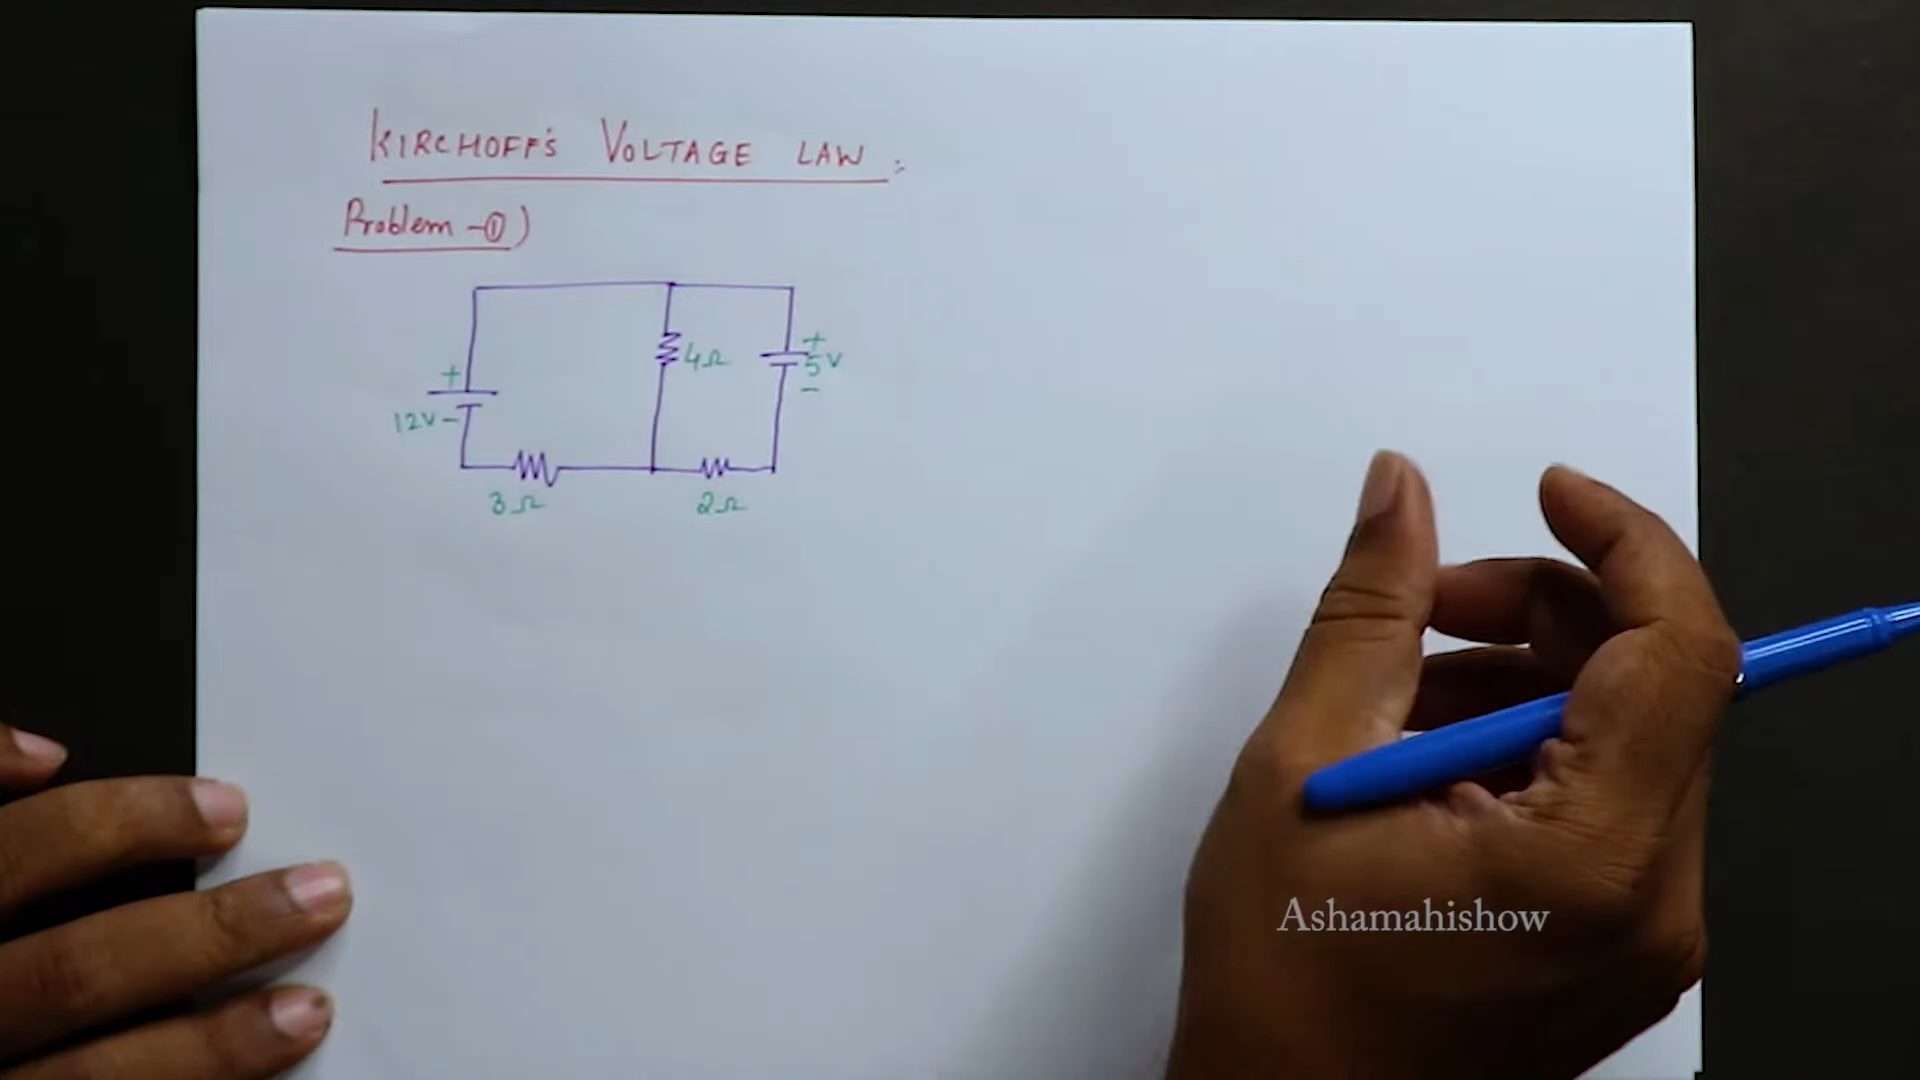 KIRCHOFF'S VOLTAGE LAW :-
Problem -①)
+
4Ω
+
5V
-
12V -
3Ω
2Ω
Ashamahishow